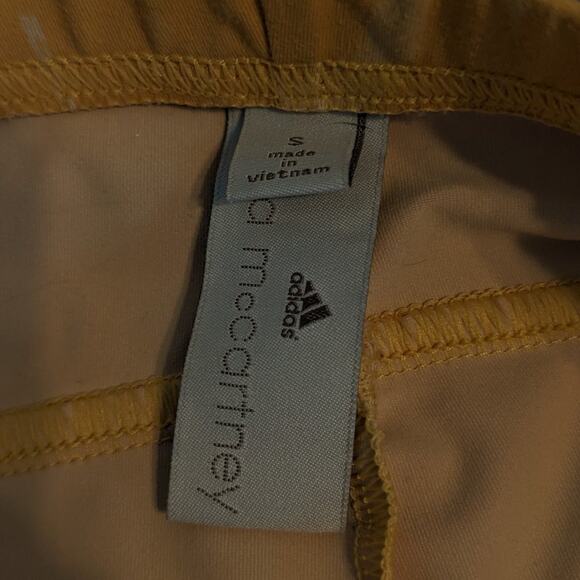 S
made
in
vietnam
a mccartney
adidas